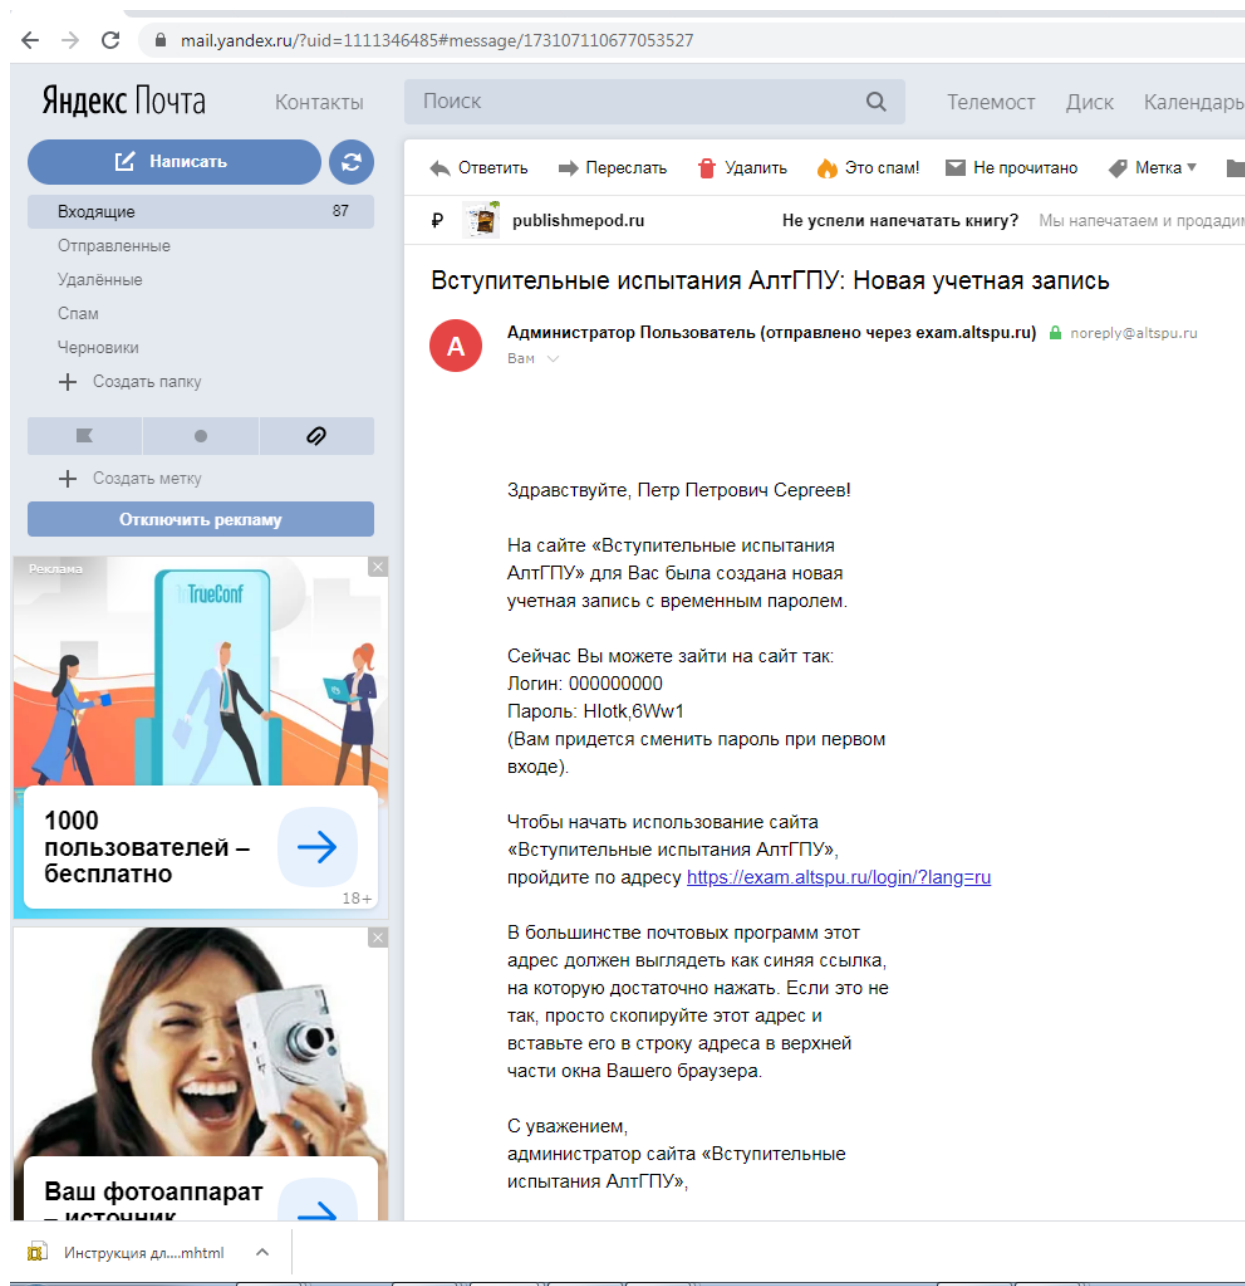 mail.yandex.ru/?uid=1111346485#message/173107110677053527
Яндекс Почта
Контакты
Поиск
Телемост Диск Календарь
Написать
Ответить Переслать Удалить Это спам! Не прочитано Метка
Входящие 87
Отправленные
Удалённые
Спам
Черновики
Создать папку
Создать метку
Отключить рекламу
₽ publishmepod.ru Не успели напечатать книгу? Мы напечатаем и продадим
Вступительные испытания АлтГПУ: Новая учетная запись
А
Администратор Пользователь (отправлено через exam.altspu.ru) noreply@altspu.ru
Вам
Здравствуйте, Петр Петрович Сергеев!
На сайте «Вступительные испытания
АлтГПУ» для Вас была создана новая
учетная запись с временным паролем.
Сейчас Вы можете зайти на сайт так:
Логин: 000000000
Пароль: HIotk,6Ww1
(Вам придется сменить пароль при первом
входе).
Чтобы начать использование сайта
«Вступительные испытания АлтГПУ»,
пройдите по адресу https://exam.altspu.ru/login/?lang=ru
В большинстве почтовых программ этот
адрес должен выглядеть как синяя ссылка,
на которую достаточно нажать. Если это не
так, просто скопируйте этот адрес и
вставьте его в строку адреса в верхней
части окна Вашего браузера.
С уважением,
администратор сайта «Вступительные
испытания АлтГПУ»,
Реклама
TrueConf
1000
пользователей –
бесплатно
18+
Ваш фотоаппарат
– источник
Инструкция дл....mhtml